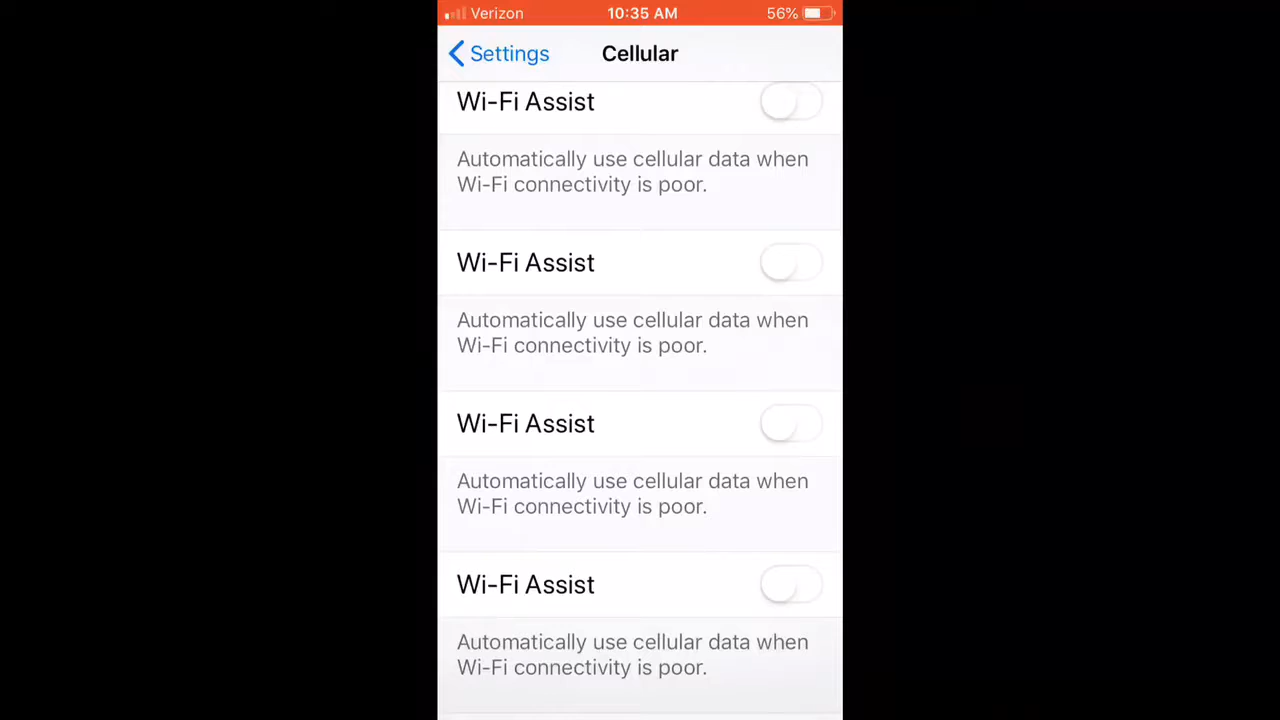 Verizon 10:35 AM 56%
Settings Cellular
Wi-Fi Assist
Automatically use cellular data when
Wi-Fi connectivity is poor.
Wi-Fi Assist
Automatically use cellular data when
Wi-Fi connectivity is poor.
Wi-Fi Assist
Automatically use cellular data when
Wi-Fi connectivity is poor.
Wi-Fi Assist
Automatically use cellular data when
Wi-Fi connectivity is poor.